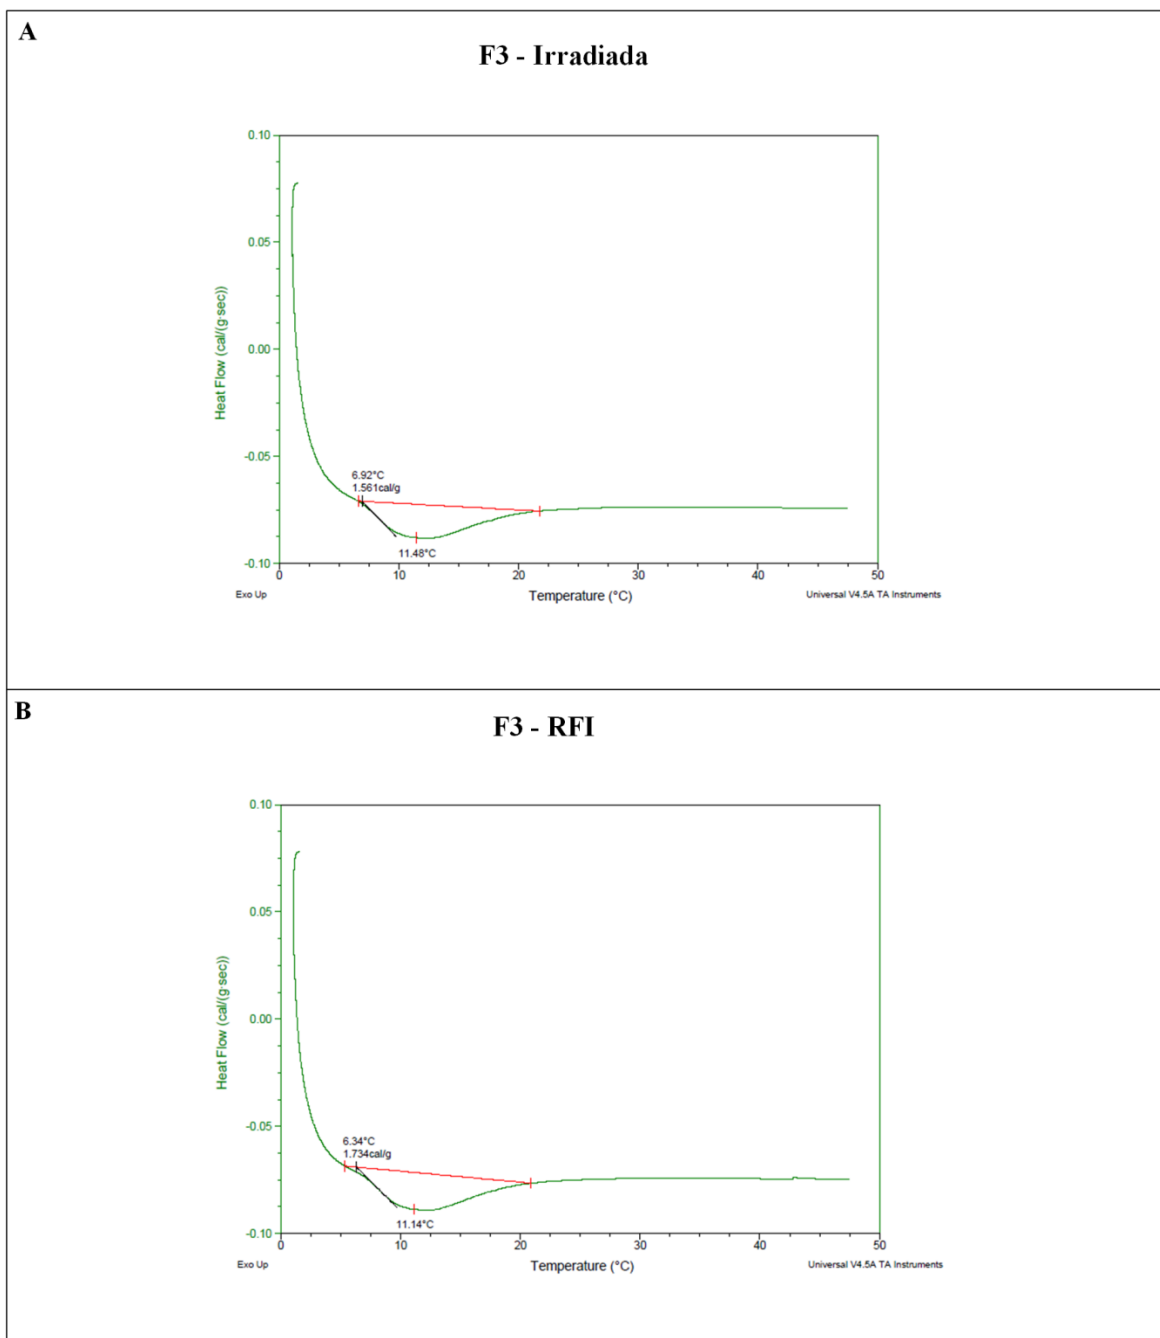 A
F3 - Irradiada
0.10
0.05
0.00
-0.05
-0.10
Heat Flow (cal/(g·sec))
6.92°C
1.561cal/g
11.48°C
0 10 20 30 40 50
Exo Up
Temperature (°C)
Universal V4.5A TA Instruments
B
F3 - RFI
0.10
0.05
0.00
-0.05
-0.10
Heat Flow (cal/(g·sec))
6.34°C
1.734cal/g
11.14°C
0 10 20 30 40 50
Exo Up
Temperature (°C)
Universal V4.5A TA Instruments